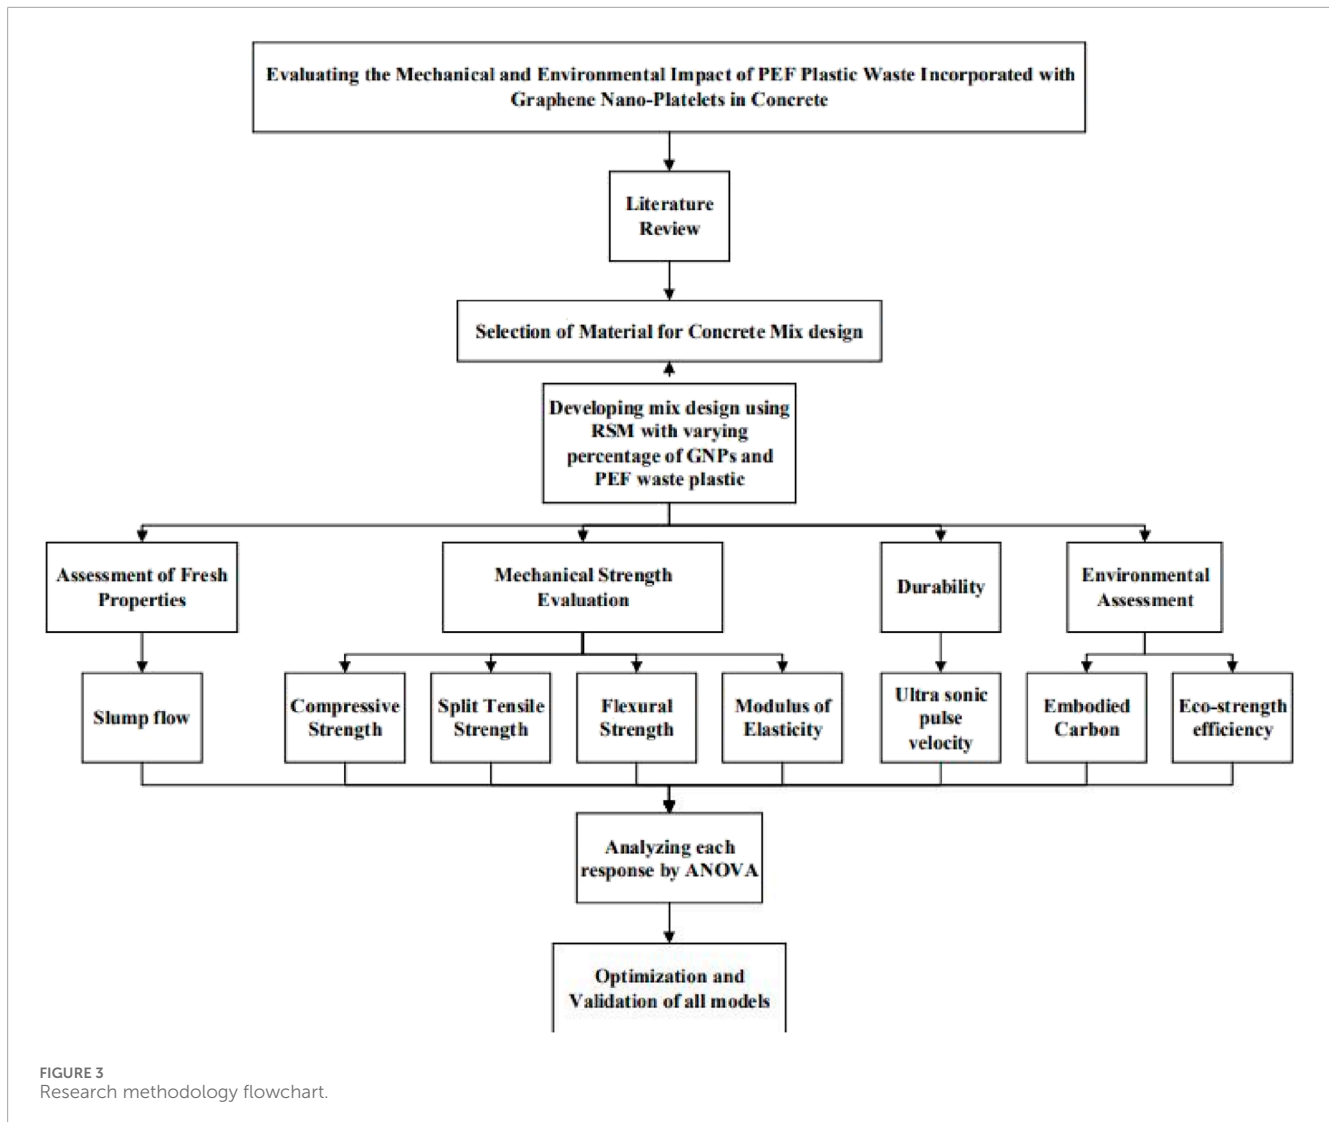 Evaluating the Mechanical and Environmental Impact of PEF Plastic Waste Incorporated with
Graphene Nano-Platelets in Concrete
Literature
Review
Selection of Material for Concrete Mix design
Developing mix design using
RSM with varying
percentage of GNPs and
PEF waste plastic
Assessment of Fresh
Properties
Mechanical Strength
Evaluation
Durability
Environmental
Assessment
Slump flow
Compressive
Strength
Split Tensile
Strength
Flexural
Strength
Modulus of
Elasticity
Ultra sonic
pulse
velocity
Embodied
Carbon
Eco-strength
efficiency
Analyzing each
response by ANOVA
Optimization and
Validation of all models
FIGURE 3
Research methodology flowchart.